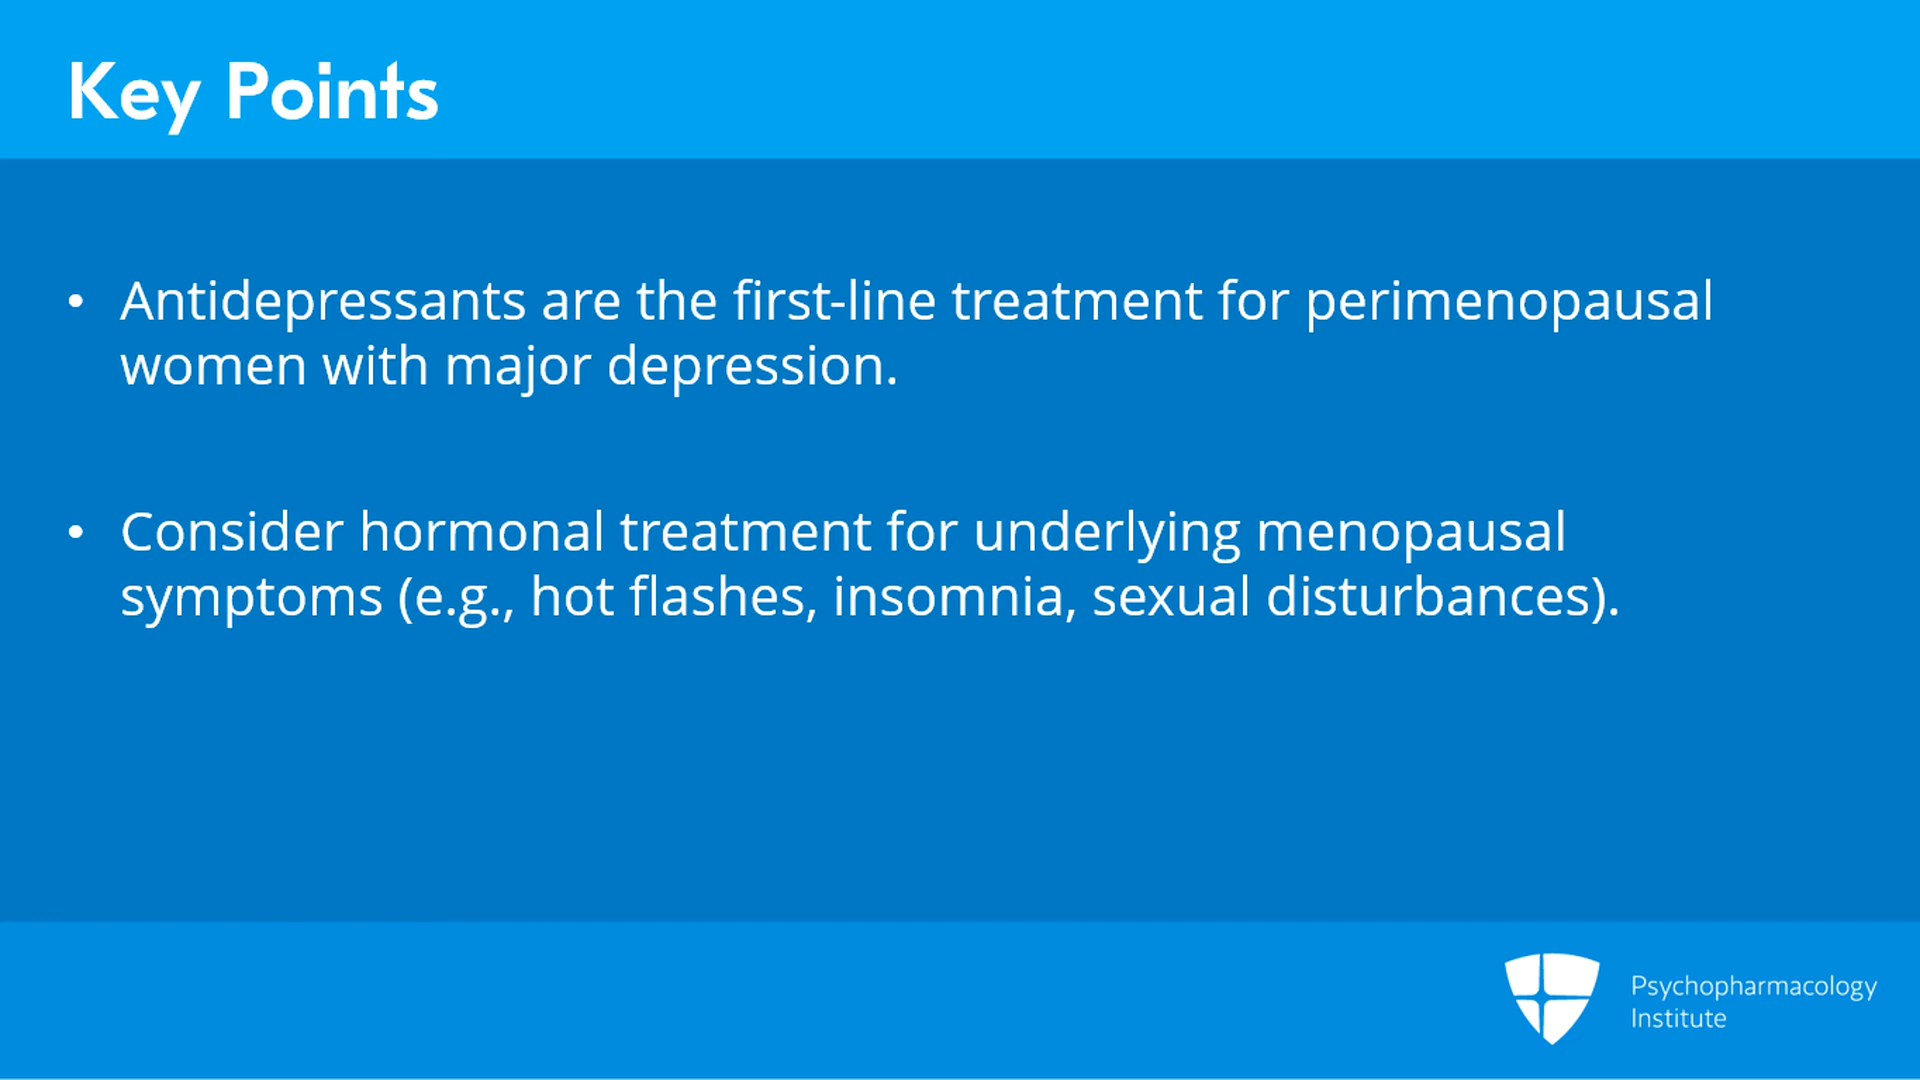 Key Points
• Antidepressants are the first-line treatment for perimenopausal
women with major depression.
• Consider hormonal treatment for underlying menopausal
symptoms (e.g., hot flashes, insomnia, sexual disturbances).
Psychopharmacology
Institute